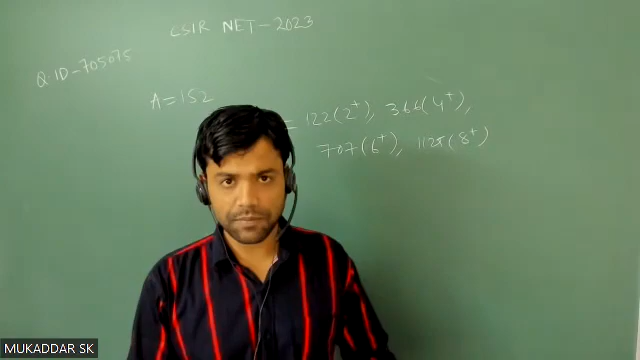 CSIR NET-2023
Q.ID-705075
A=152
= 122(2⁺), 366(4⁺),
707(6⁺), 1125(8⁺)
MUKADDAR SK